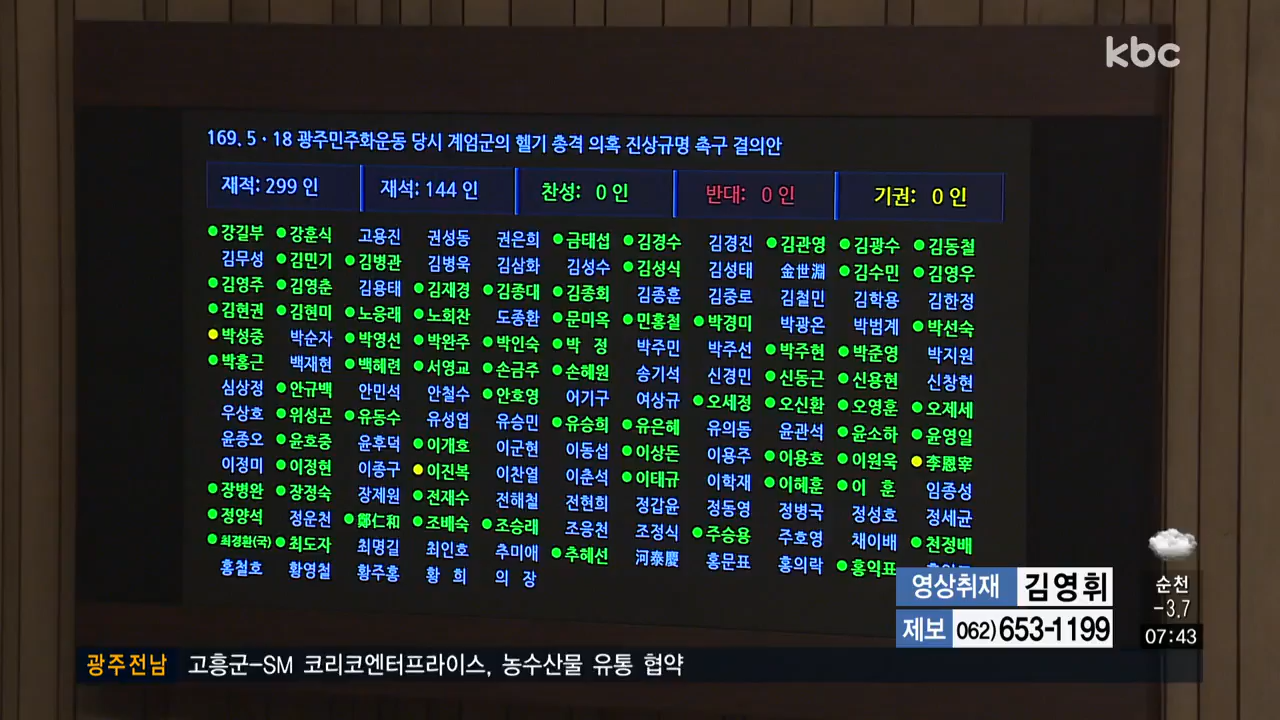 kbc
169. 5·18 광주민주화운동 당시 계엄군의 헬기 총격 의혹 진상규명 촉구 결의안
재적: 299 인 재석: 144 인 찬성: 0 인 반대: 0 인 기권: 0 인
강길부 강훈식 고용진 권성동 권은희 금태섭 김경수 김경진 김관영 김광수 김동철
김무성 김민기 김병관 김병욱 김삼화 김성수 김성식 김성태 金世淵 김수민 김영우
김영주 김영춘 김용태 김재경 김종대 김종회 김종훈 김중로 김철민 김학용 김한정
김현권 김현미 노웅래 노회찬 도종환 문미옥 민홍철 박경미 박광온 박범계 박선숙
박성중 박순자 박영선 박완주 박인숙 박 정 박주민 박주선 박주현 박준영 박지원
박홍근 백재현 백혜련 서영교 손금주 손혜원 송기석 신경민 신동근 신용현 신창현
심상정 안규백 안민석 안철수 안호영 어기구 여상규 오세정 오신환 오영훈 오제세
우상호 위성곤 유동수 유성엽 유승민 유승희 유은혜 유의동 윤관석 윤소하 윤영일
윤종오 윤호중 윤후덕 이개호 이군현 이동섭 이상돈 이용주 이용호 이원욱 李恩宰
이정미 이정현 이종구 이진복 이찬열 이춘석 이태규 이학재 이혜훈 이 훈 임종성
장병완 장정숙 장제원 전재수 전해철 전현희 정갑윤 정동영 정병국 정성호 정세균
정양석 정운천 鄭仁和 조배숙 조승래 조응천 조정식 주승용 주호영 채이배 천정배
최경환(국) 최도자 최명길 최인호 추미애 추혜선 河泰慶 홍문표 홍의락 홍익표
홍철호 황영철 황주홍 황 희 의 장
영상취재 김영휘
제보 062)653-1199
순천
-3.7
07:43
광주전남 고흥군-SM 코리코엔터프라이스, 농수산물 유통 협약